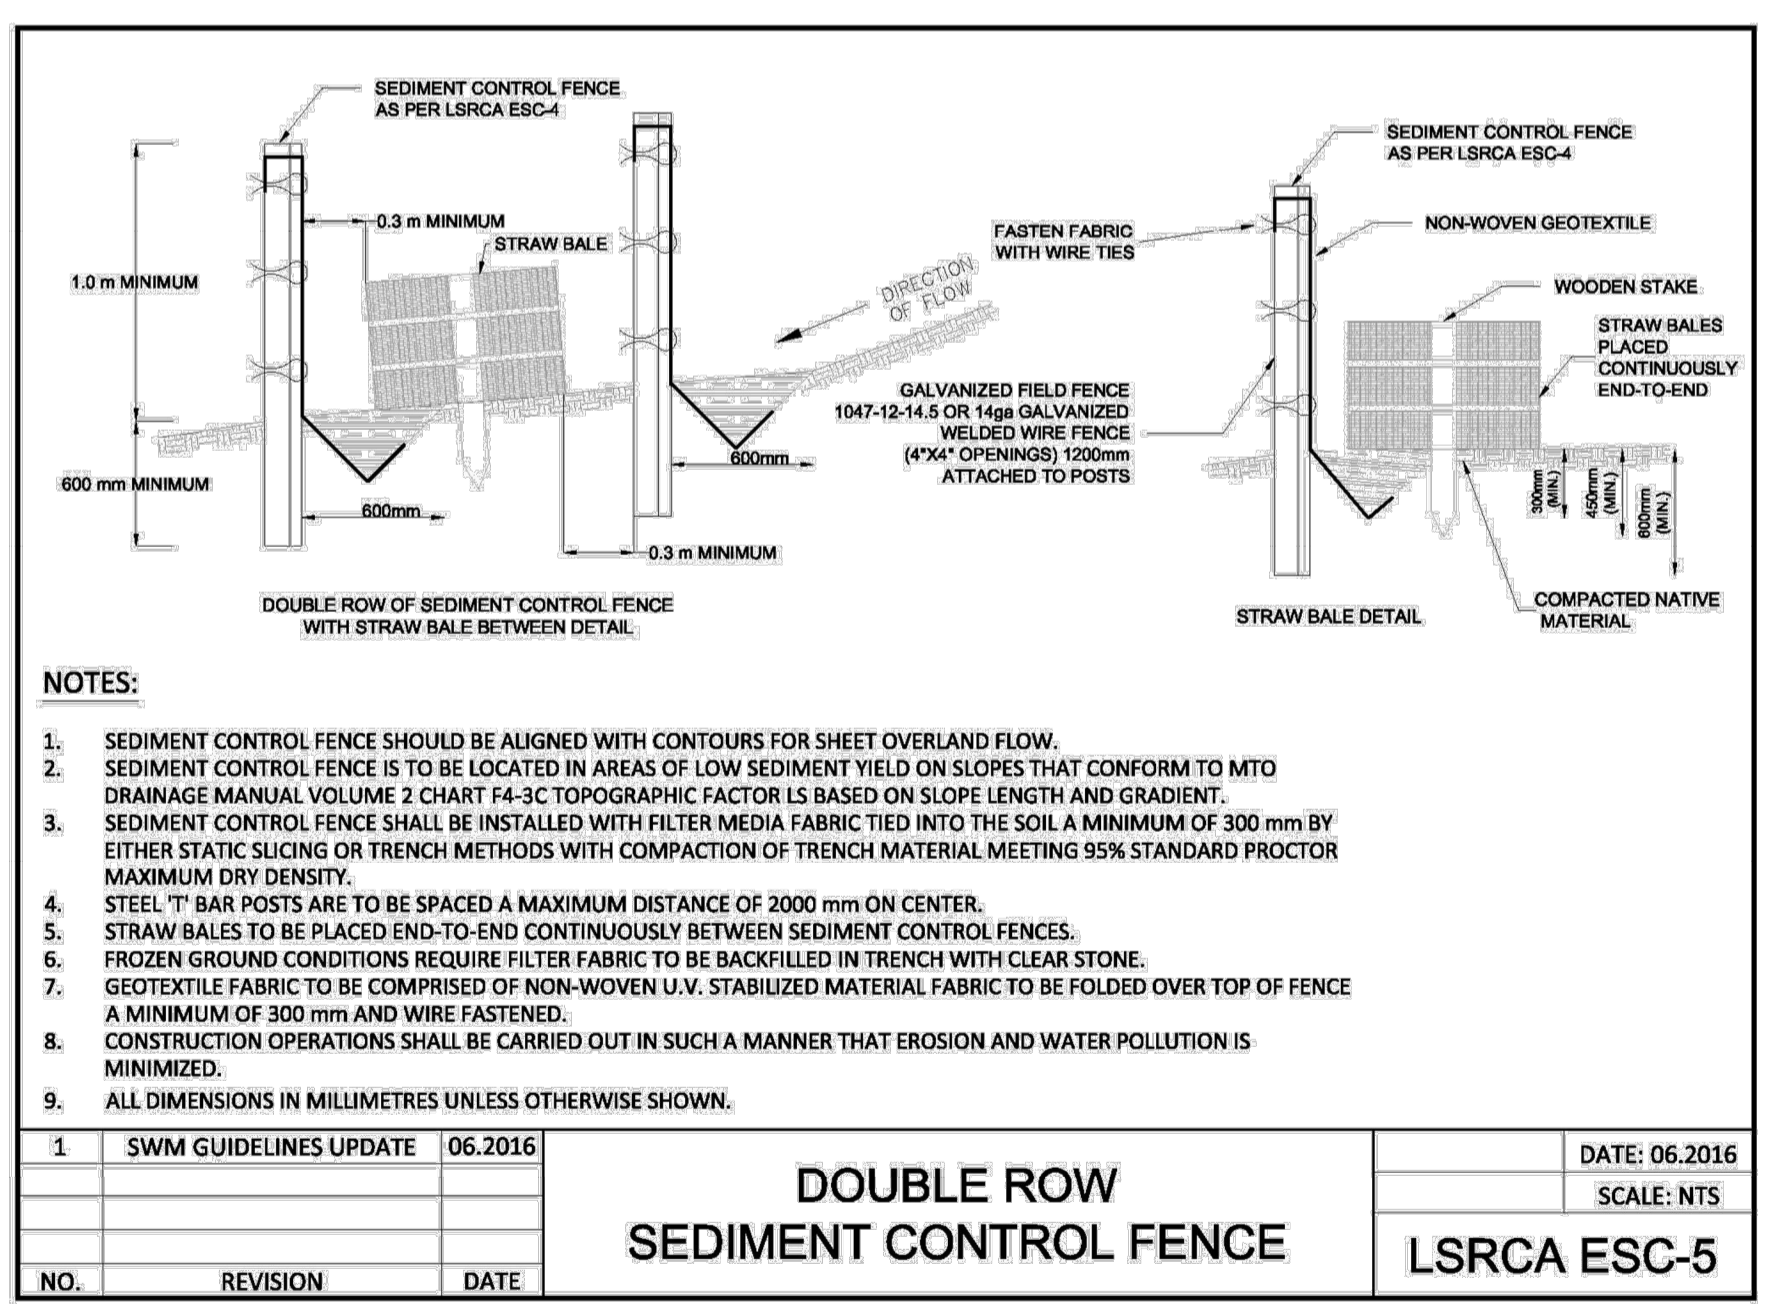 SEDIMENT CONTROL FENCE
AS PER LSRCA ESC-4
0.3 m MINIMUM
STRAW BALE
1.0 m MINIMUM
DIRECTION
OF FLOW
600 mm MINIMUM
600mm
600mm
0.3 m MINIMUM
DOUBLE ROW OF SEDIMENT CONTROL FENCE
WITH STRAW BALE BETWEEN DETAIL
SEDIMENT CONTROL FENCE
AS PER LSRCA ESC-4
FASTEN FABRIC
WITH WIRE TIES
NON-WOVEN GEOTEXTILE
WOODEN STAKE
STRAW BALES
PLACED
CONTINUOUSLY
END-TO-END
GALVANIZED FIELD FENCE
1047-12-14.5 OR 14ga GALVANIZED
WELDED WIRE FENCE
(4"X4" OPENINGS) 1200mm
ATTACHED TO POSTS
300mm
(MIN.)
450mm
(MIN.)
600mm
(MIN.)
COMPACTED NATIVE
MATERIAL
STRAW BALE DETAIL
NOTES:
1. SEDIMENT CONTROL FENCE SHOULD BE ALIGNED WITH CONTOURS FOR SHEET OVERLAND FLOW.
2. SEDIMENT CONTROL FENCE IS TO BE LOCATED IN AREAS OF LOW SEDIMENT YIELD ON SLOPES THAT CONFORM TO MTO
DRAINAGE MANUAL VOLUME 2 CHART F4-3C TOPOGRAPHIC FACTOR LS BASED ON SLOPE LENGTH AND GRADIENT.
3. SEDIMENT CONTROL FENCE SHALL BE INSTALLED WITH FILTER MEDIA FABRIC TIED INTO THE SOIL A MINIMUM OF 300 mm BY
EITHER STATIC SLICING OR TRENCH METHODS WITH COMPACTION OF TRENCH MATERIAL MEETING 95% STANDARD PROCTOR
MAXIMUM DRY DENSITY.
4. STEEL 'T' BAR POSTS ARE TO BE SPACED A MAXIMUM DISTANCE OF 2000 mm ON CENTER.
5. STRAW BALES TO BE PLACED END-TO-END CONTINUOUSLY BETWEEN SEDIMENT CONTROL FENCES.
6. FROZEN GROUND CONDITIONS REQUIRE FILTER FABRIC TO BE BACKFILLED IN TRENCH WITH CLEAR STONE.
7. GEOTEXTILE FABRIC TO BE COMPRISED OF NON-WOVEN U.V. STABILIZED MATERIAL FABRIC TO BE FOLDED OVER TOP OF FENCE
A MINIMUM OF 300 mm AND WIRE FASTENED.
8. CONSTRUCTION OPERATIONS SHALL BE CARRIED OUT IN SUCH A MANNER THAT EROSION AND WATER POLLUTION IS
MINIMIZED.
9. ALL DIMENSIONS IN MILLIMETRES UNLESS OTHERWISE SHOWN.
1 SWM GUIDELINES UPDATE 06.2016
NO. REVISION DATE
DOUBLE ROW
SEDIMENT CONTROL FENCE
DATE: 06.2016
SCALE: NTS
LSRCA ESC-5